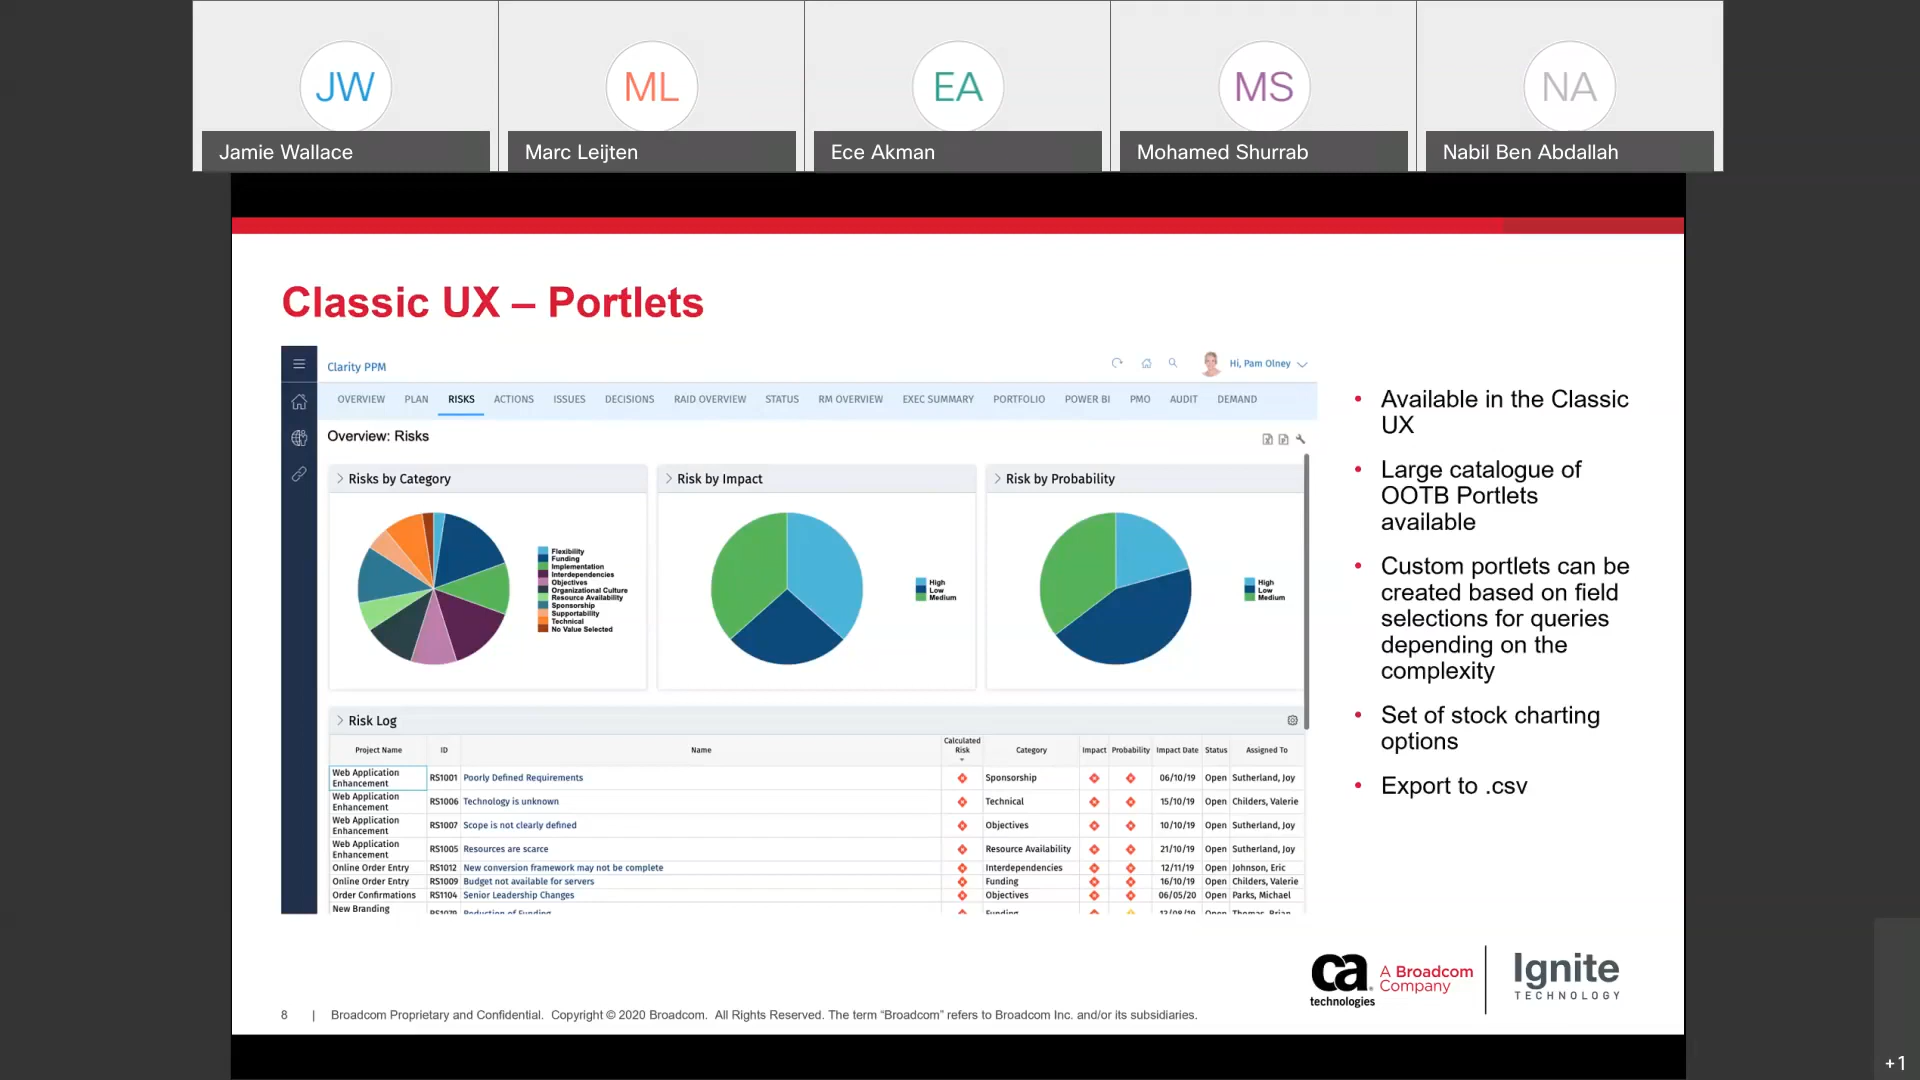 JW
ML
EA
MS
NA
Jamie Wallace
Marc Leijten
Ece Akman
Mohamed Shurrab
Nabil Ben Abdallah
Classic UX – Portlets
Clarity PPM
Hi, Pam Olney
OVERVIEW PLAN RISKS ACTIONS ISSUES DECISIONS RAID OVERVIEW STATUS RM OVERVIEW EXEC SUMMARY PORTFOLIO POWER BI PMO AUDIT DEMAND
Overview: Risks
Risks by Category
Flexibility
Funding
Implementation
Interdependencies
Objectives
Organizational Culture
Resource Availability
Sponsorship
Supportability
Technical
No Value Selected
Risk by Impact
High
Low
Medium
Risk by Probability
High
Low
Medium
Risk Log
Project Name ID Name Calculated Risk Category Impact Probability Impact Date Status Assigned To
Web Application Enhancement RS1001 Poorly Defined Requirements Sponsorship 06/10/19 Open Sutherland, Joy
Web Application Enhancement RS1006 Technology is unknown Technical 15/10/19 Open Childers, Valerie
Web Application Enhancement RS1007 Scope is not clearly defined Objectives 10/10/19 Open Sutherland, Joy
Web Application Enhancement RS1005 Resources are scarce Resource Availability 21/10/19 Open Sutherland, Joy
Online Order Entry RS1012 New conversion framework may not be complete Interdependencies 12/11/19 Open Johnson, Eric
Online Order Entry RS1009 Budget not available for servers Funding 16/10/19 Open Childers, Valerie
Order Confirmations RS1104 Senior Leadership Changes Objectives 06/05/20 Open Parks, Michael
New Branding Reduction of Funding Funding Open
• Available in the Classic
UX
• Large catalogue of
OOTB Portlets
available
• Custom portlets can be
created based on field
selections for queries
depending on the
complexity
• Set of stock charting
options
• Export to .csv
ca technologies
A Broadcom
Company
Ignite
TECHNOLOGY
8 | Broadcom Proprietary and Confidential. Copyright © 2020 Broadcom. All Rights Reserved. The term “Broadcom” refers to Broadcom Inc. and/or its subsidiaries.
+1